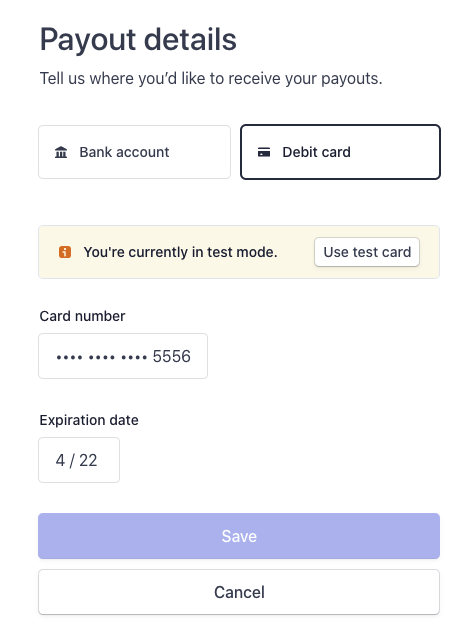 Payout details
Tell us where you’d like to receive your payouts.
Bank account
Debit card
You're currently in test mode.
Use test card
Card number
•••• •••• •••• 5556
Expiration date
4 / 22
Save
Cancel